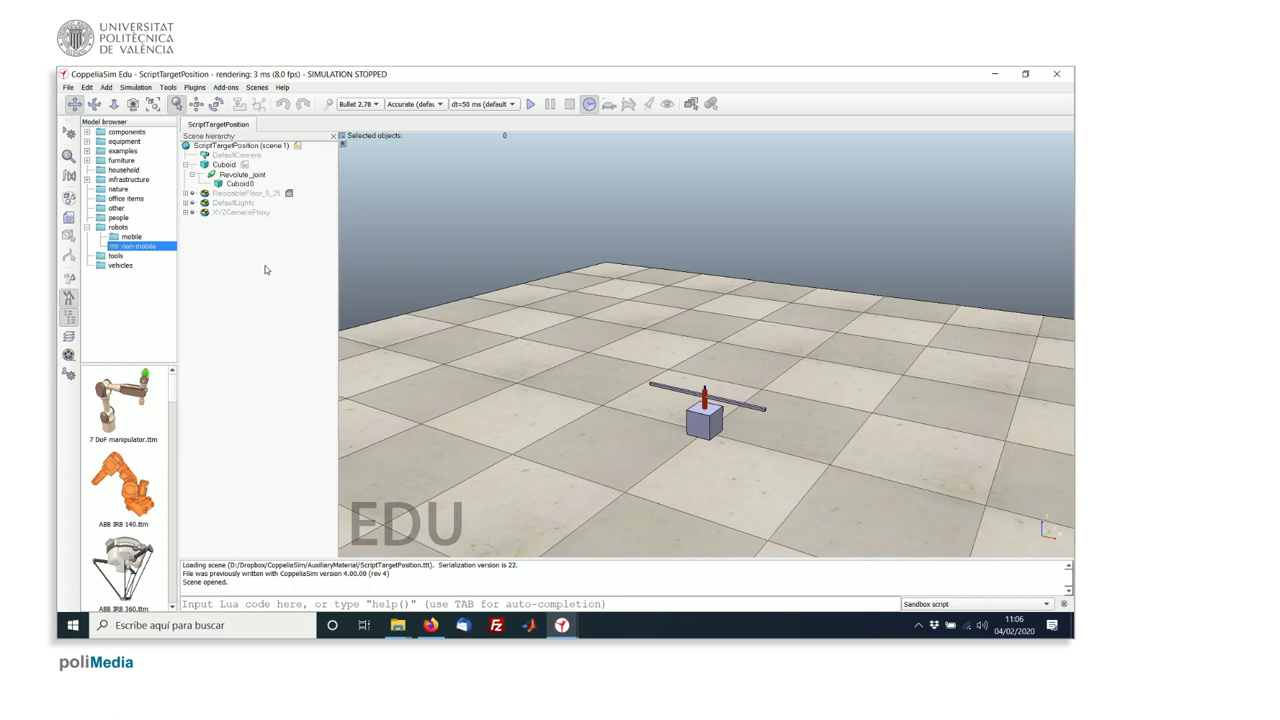 UNIVERSITAT
POLITÈCNICA
DE VALÈNCIA
CoppeliaSim Edu - ScriptTargetPosition - rendering: 3 ms (8.0 fps) - SIMULATION STOPPED
File Edit Add Simulation Tools Plugins Add-ons Scenes Help
Bullet 2.78 Accurate (defau dt=50 ms (default)
Model browser
components
equipment
examples
furniture
household
infrastructure
nature
office items
other
people
robots
mobile
non-mobile
tools
vehicles
ScriptTargetPosition
Scene hierarchy
ScriptTargetPosition (scene 1)
DefaultCamera
Cuboid
Revolute_joint
Cuboid0
ResizableFloor_5_25
DefaultLights
XYZCameraProxy
Selected objects: 0
EDU
7 DoF manipulator.ttm
ABB IRB 140.ttm
ABB IRB 360.ttm
Loading scene (D:/Dropbox/CoppeliaSim/AuxiliaryMaterial/ScriptTargetPosition.ttt). Serialization version is 22.
File was previously written with CoppeliaSim version 4.00.00 (rev 4)
Scene opened.
Input Lua code here, or type "help()" (use TAB for auto-completion)
Sandbox script
Escribe aquí para buscar
11:06
04/02/2020
poliMedia